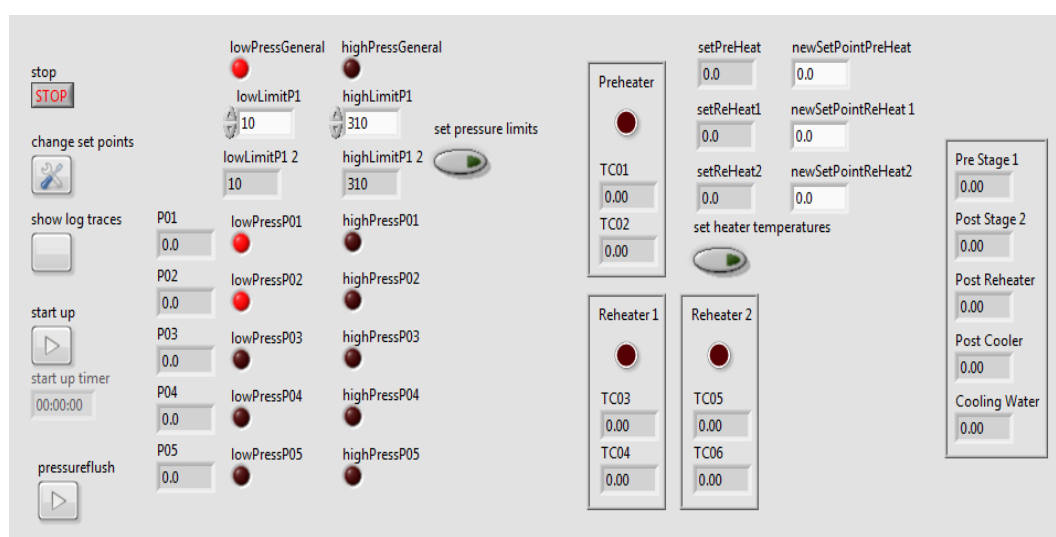 lowPressGeneral highPressGeneral
stop
STOP
lowLimitP1 highLimitP1
10 310
set pressure limits
change set points
lowLimitP1 2 highLimitP1 2
10 310
show log traces
P01 lowPressP01 highPressP01
0.0
P02 lowPressP02 highPressP02
0.0
start up
P03 lowPressP03 highPressP03
0.0
start up timer
00:00:00
P04 lowPressP04 highPressP04
0.0
P05 lowPressP05 highPressP05
0.0
pressureflush
Preheater
TC01
0.00
TC02
0.00
setPreHeat newSetPointPreHeat
0.0 0.0
setReHeat1 newSetPointReHeat 1
0.0 0.0
setReHeat2 newSetPointReHeat2
0.0 0.0
set heater temperatures
Reheater 1
TC03
0.00
TC04
0.00
Reheater 2
TC05
0.00
TC06
0.00
Pre Stage 1
0.00
Post Stage 2
0.00
Post Reheater
0.00
Post Cooler
0.00
Cooling Water
0.00